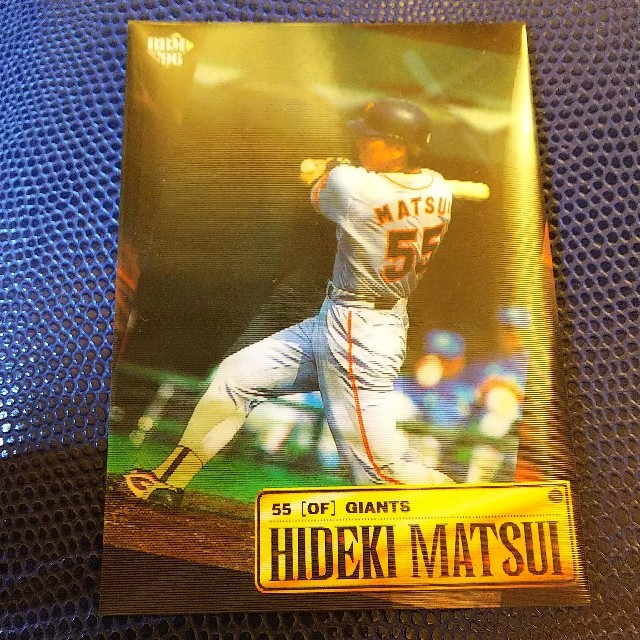 BBM
'96
MATSUI
55
55 [OF] GIANTS
HIDEKI MATSUI